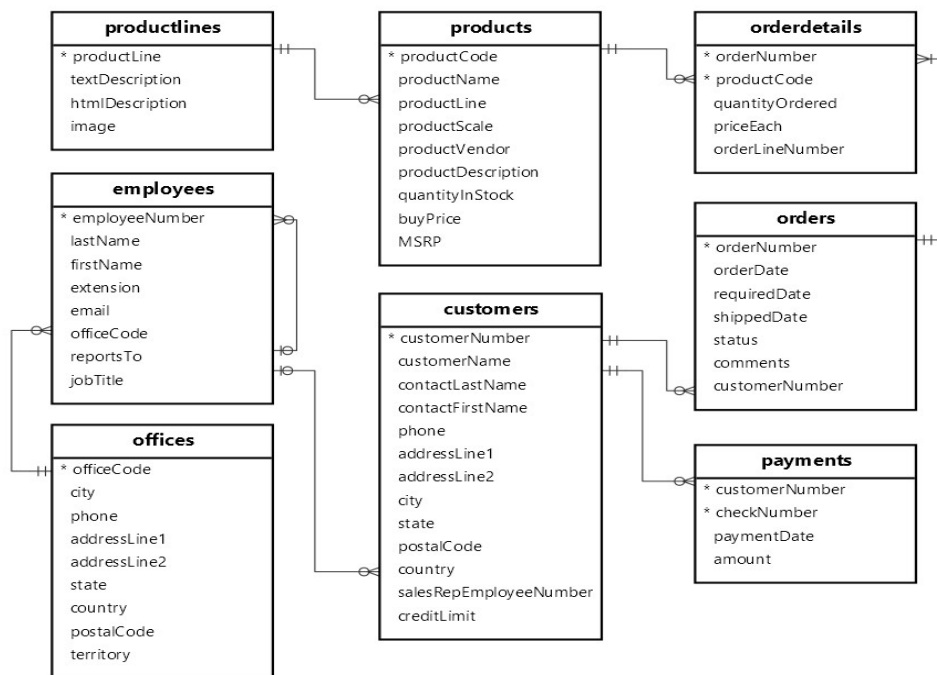 productlines
* productLine
textDescription
htmlDescription
image
products
* productCode
productName
productLine
productScale
productVendor
productDescription
quantityInStock
buyPrice
MSRP
orderdetails
* orderNumber
* productCode
quantityOrdered
priceEach
orderLineNumber
employees
* employeeNumber
lastName
firstName
extension
email
officeCode
reportsTo
jobTitle
customers
* customerNumber
customerName
contactLastName
contactFirstName
phone
addressLine1
addressLine2
city
state
postalCode
country
salesRepEmployeeNumber
creditLimit
orders
* orderNumber
orderDate
requiredDate
shippedDate
status
comments
customerNumber
offices
* officeCode
city
phone
addressLine1
addressLine2
state
country
postalCode
territory
payments
* customerNumber
* checkNumber
paymentDate
amount